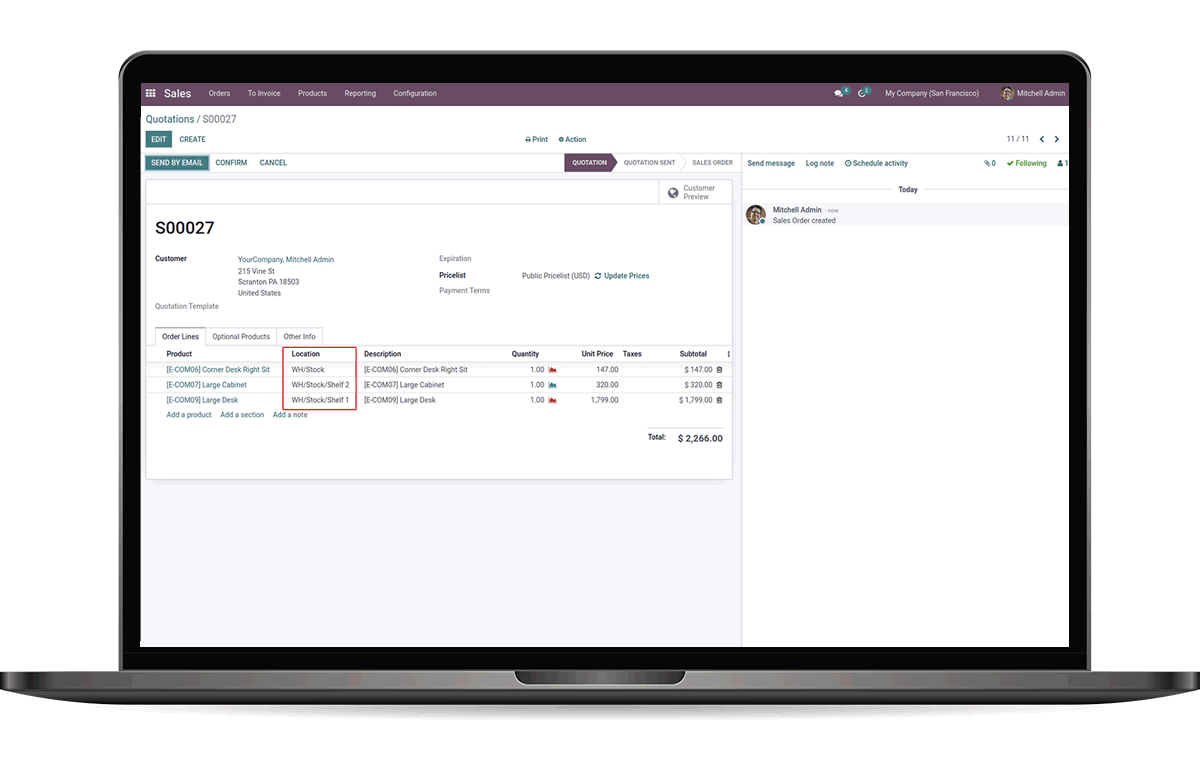 Sales Orders To Invoice Products Reporting Configuration 4 2 My Company (San Francisco) Mitchell Admin
Quotations / S00027
EDIT CREATE Print Action 11 / 11
SEND BY EMAIL CONFIRM CANCEL QUOTATION QUOTATION SENT SALES ORDER Send message Log note Schedule activity 0 Following 1
Customer
Preview
Today
Mitchell Admin - now
Sales Order created
S00027
Customer YourCompany, Mitchell Admin
215 Vine St
Scranton PA 18503
United States
Expiration
Pricelist Public Pricelist (USD) Update Prices
Payment Terms
Quotation Template
Order Lines Optional Products Other Info
Product Location Description Quantity Unit Price Taxes Subtotal
[E-COM06] Corner Desk Right Sit WH/Stock [E-COM06] Corner Desk Right Sit 1.00 147.00 $ 147.00
[E-COM07] Large Cabinet WH/Stock/Shelf 2 [E-COM07] Large Cabinet 1.00 320.00 $ 320.00
[E-COM09] Large Desk WH/Stock/Shelf 1 [E-COM09] Large Desk 1.00 1,799.00 $ 1,799.00
Add a product Add a section Add a note
Total: $ 2,266.00